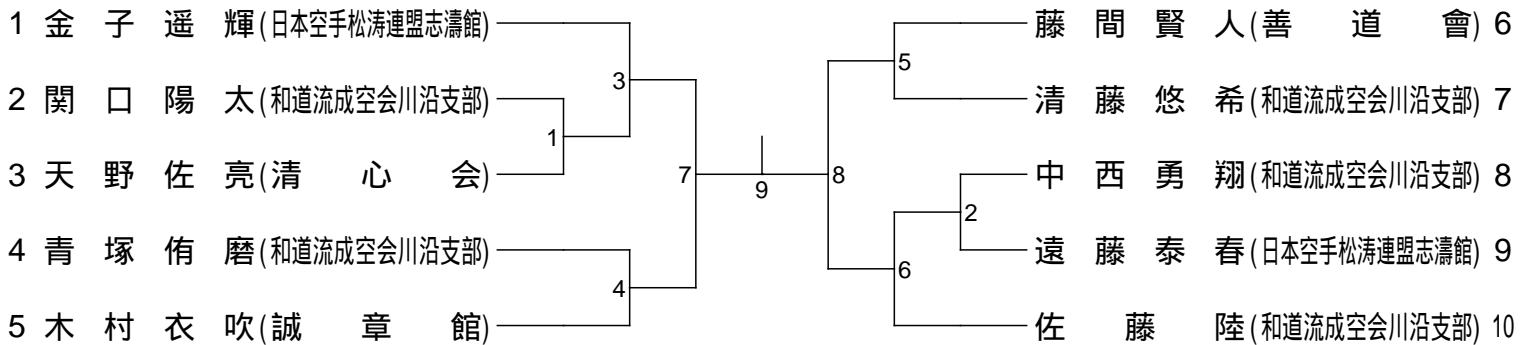 1 金子遥輝(日本空手松涛連盟志濤館)
2 関口陽太(和道流成空会川沿支部)
3 天野佐亮(清心会)
4 青塚侑磨(和道流成空会川沿支部)
5 木村衣吹(誠章館)
3
1
4
7
9
8
5
2
6
藤間賢人(善道會) 6
清藤悠希(和道流成空会川沿支部) 7
中西勇翔(和道流成空会川沿支部) 8
遠藤泰春(日本空手松涛連盟志濤館) 9
佐藤陸(和道流成空会川沿支部) 10